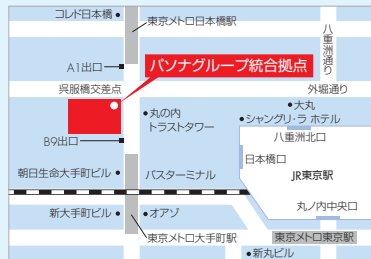 コレド日本橋
東京メトロ日本橋駅
八重洲通り
A1出口
パソナグループ統合拠点
呉服橋交差点
外堀通り
丸の内
トラストタワー
大丸
シャングリ・ラ ホテル
八重洲北口
B9出口
日本橋口
JR東京駅
朝日生命大手町ビル
バスターミナル
丸ノ内中央口
新大手町ビル
オアゾ
東京メトロ大手町駅
東京メトロ東京駅
新丸ビル